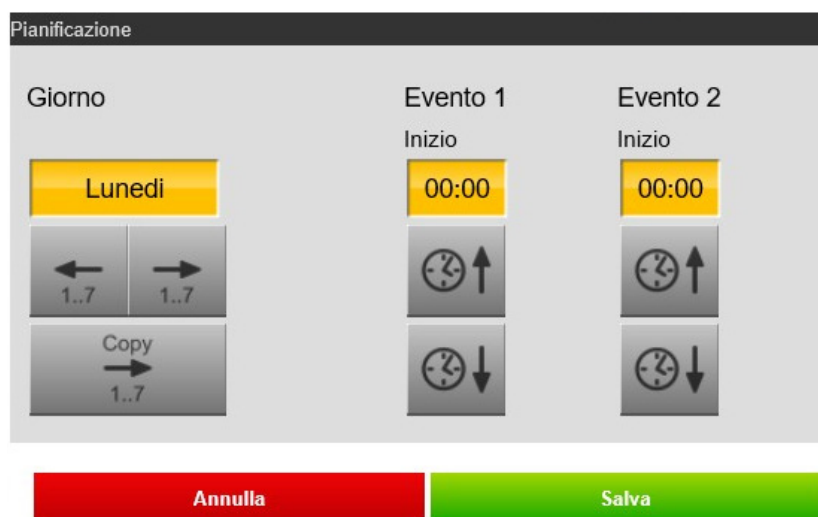 Pianificazione
Giorno
Evento 1
Evento 2
Inizio
Inizio
Lunedi
00:00
00:00
1..7
1..7
Copy
1..7
Annulla
Salva